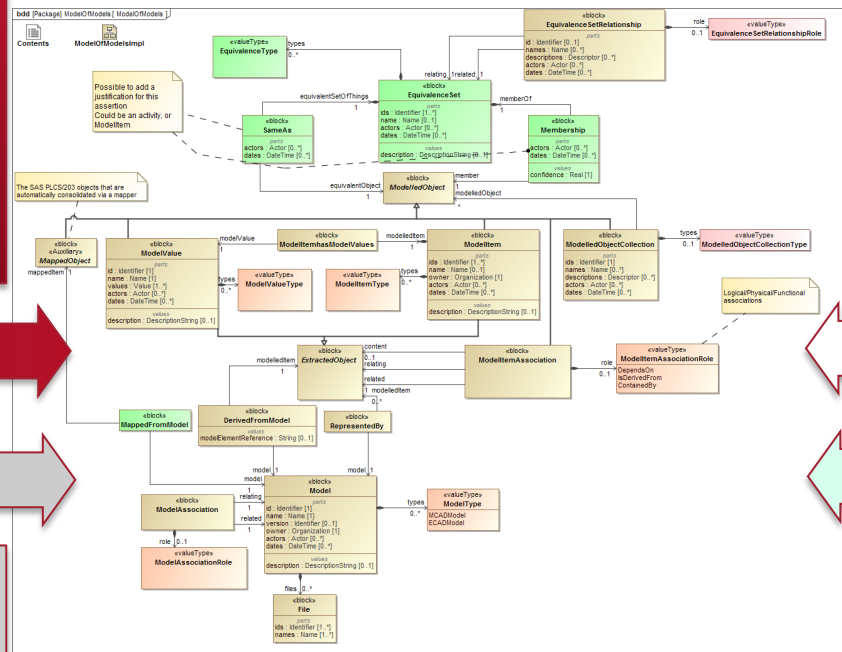 bdd [Package] ModelOfModels [ ModelOfModels ]
Contents
ModelOfModelsImpl
«valueType»
EquivalenceType
types
0..*
«block»
EquivalenceSetRelationship
parts
id : Identifier [0..1]
names : Name [0..*]
descriptions : Descriptor [0..*]
actors : Actor [0..*]
dates : DateTime [0..*]
role
0..1
«valueType»
EquivalenceSetRelationshipRole
relating 1
related 1
Possible to add a
justification for this
assertion
Could be an activity, or
ModelItem
equivalentSetOfThings
1
«block»
EquivalenceSet
parts
ids : Identifier [1..*]
name : Name [0..1]
actors : Actor [0..*]
dates : DateTime [0..*]
values
description : DescriptionString [0..1]
memberOf
1
«block»
SameAs
parts
actors : Actor [0..*]
dates : DateTime [0..*]
«block»
Membership
parts
actors : Actor [0..*]
dates : DateTime [0..*]
values
confidence : Real [1]
The SAS PLCS/203 objects that are
automatically consolidated via a mapper
equivalentObject
1
«block»
ModelledObject
member
1
modelledObject
*
«block»
«Auxiliary»
MappedObject
mappedItem 1
«block»
ModelValue
parts
id : Identifier [1]
name : Name [1]
values : Value [1..*]
actors : Actor [0..*]
dates : DateTime [0..*]
values
description : DescriptionString [0..1]
modelValue
1
«block»
ModelItemhasModelValues
modelledItem
1
types
0..*
«valueType»
ModelValueType
«valueType»
ModelItemType
types
0..*
«block»
ModelItem
parts
ids : Identifier [1..*]
name : Name [0..1]
owner : Organization [1]
actors : Actor [0..*]
dates : DateTime [0..*]
values
description : DescriptionString [0..1]
«block»
ModelledObjectCollection
parts
ids : Identifier [1..*]
names : Name [0..*]
descriptions : Descriptor [0..*]
actors : Actor [0..*]
dates : DateTime [0..*]
types
0..1
«valueType»
ModelledObjectCollectionType
Logical/Physical/Functional
associations
modelledItem
1
«block»
ExtractedObject
content
0..1
relating
1
related
1
modelledItem
0..*
«block»
ModelItemAssociation
role
0..1
«valueType»
ModelItemAssociationRole
DependsOn
IsDerivedFrom
ContainedBy
«block»
MappedFromModel
«block»
DerivedFromModel
values
modelElementReference : String [0..1]
«block»
RepresentedBy
model 1
model 1
model
1
relating
1
related
1
«block»
ModelAssociation
role 0..1
«valueType»
ModelAssociationRole
«block»
Model
parts
id : Identifier [1]
name : Name [1]
version : Identifier [0..1]
owner : Organization [1]
actors : Actor [0..*]
dates : DateTime [0..*]
values
description : DescriptionString [0..1]
types
0..*
«valueType»
ModelType
MCADModel
ECADModel
files 0..*
«block»
File
parts
ids : Identifier [1..*]
names : Name [1..*]